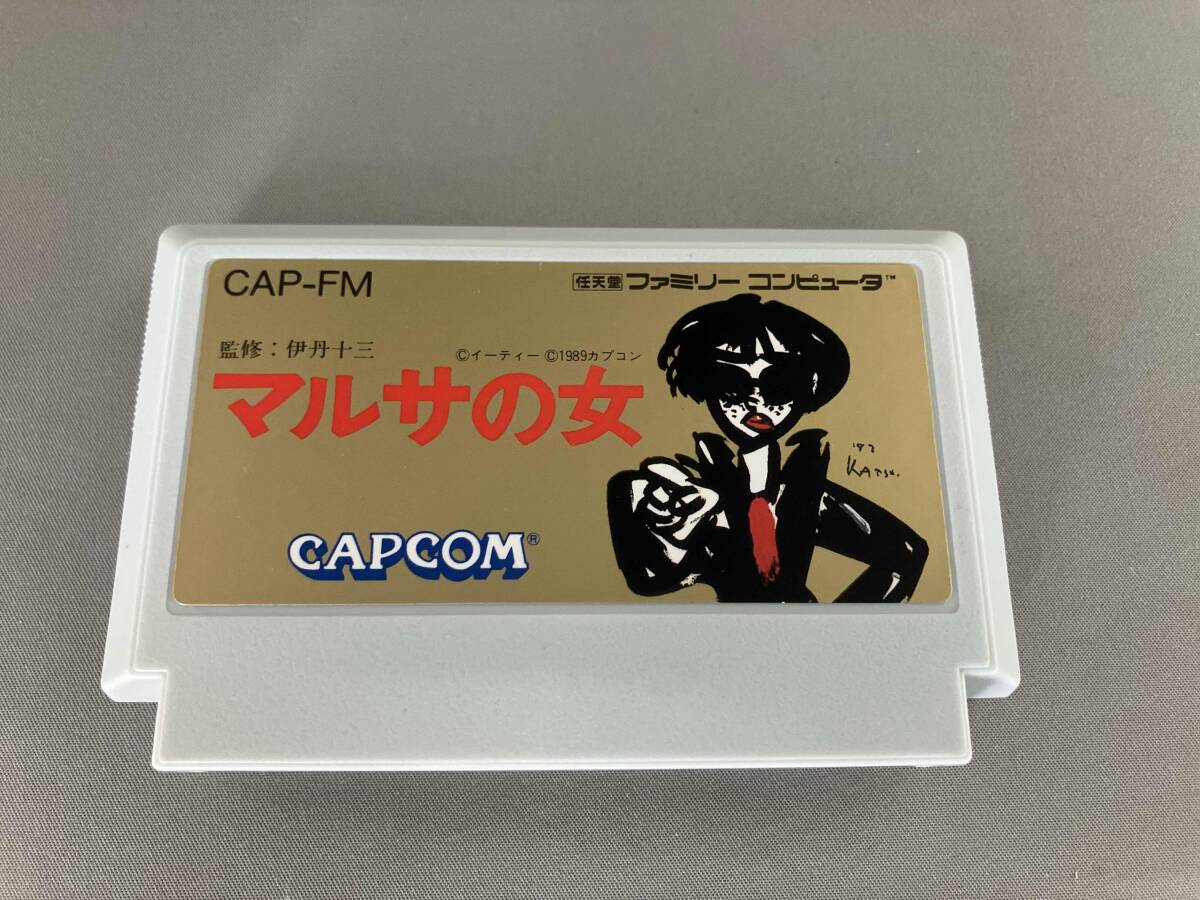 CAP-FM
任天堂 ファミリーコンピュータ™
監修：伊丹十三
©イーティー ©1989カプコン
マルサの女
'87
KATSU.
CAPCOM®